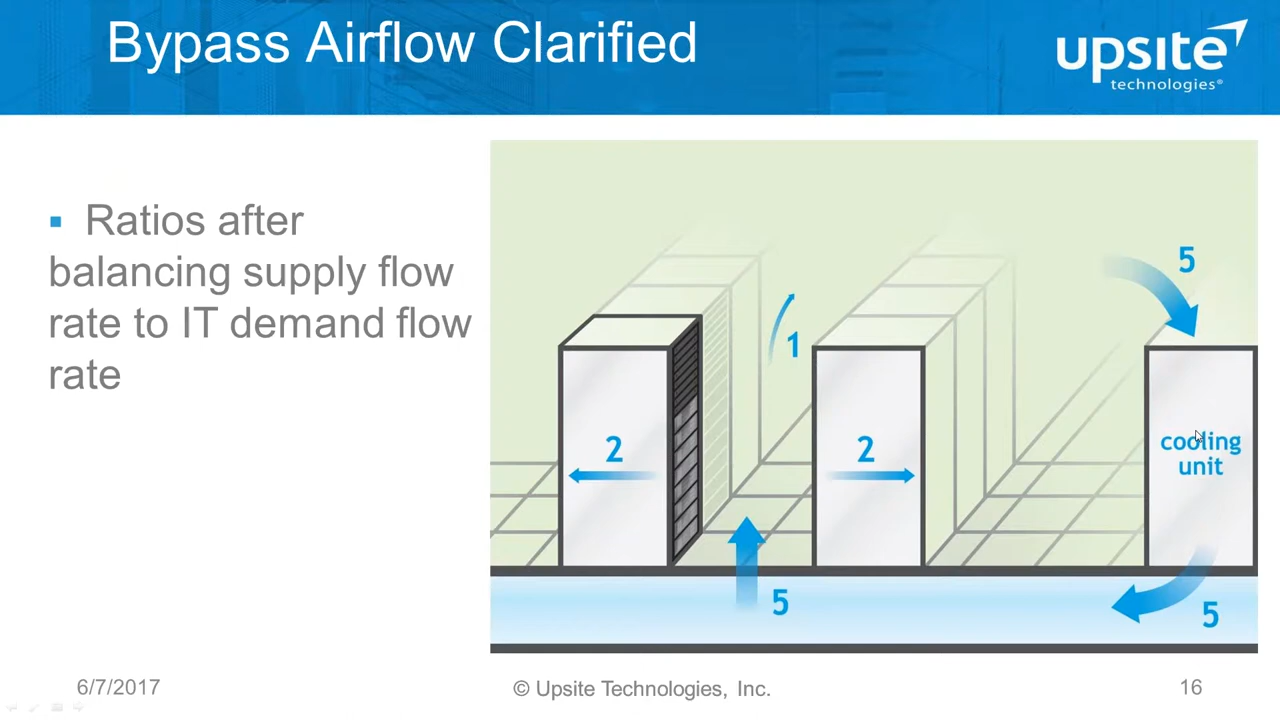 Bypass Airflow Clarified
upsite
technologies®
▪ Ratios after
balancing supply flow
rate to IT demand flow
rate
5
1
2
2
cooling
unit
5
5
6/7/2017
© Upsite Technologies, Inc.
16